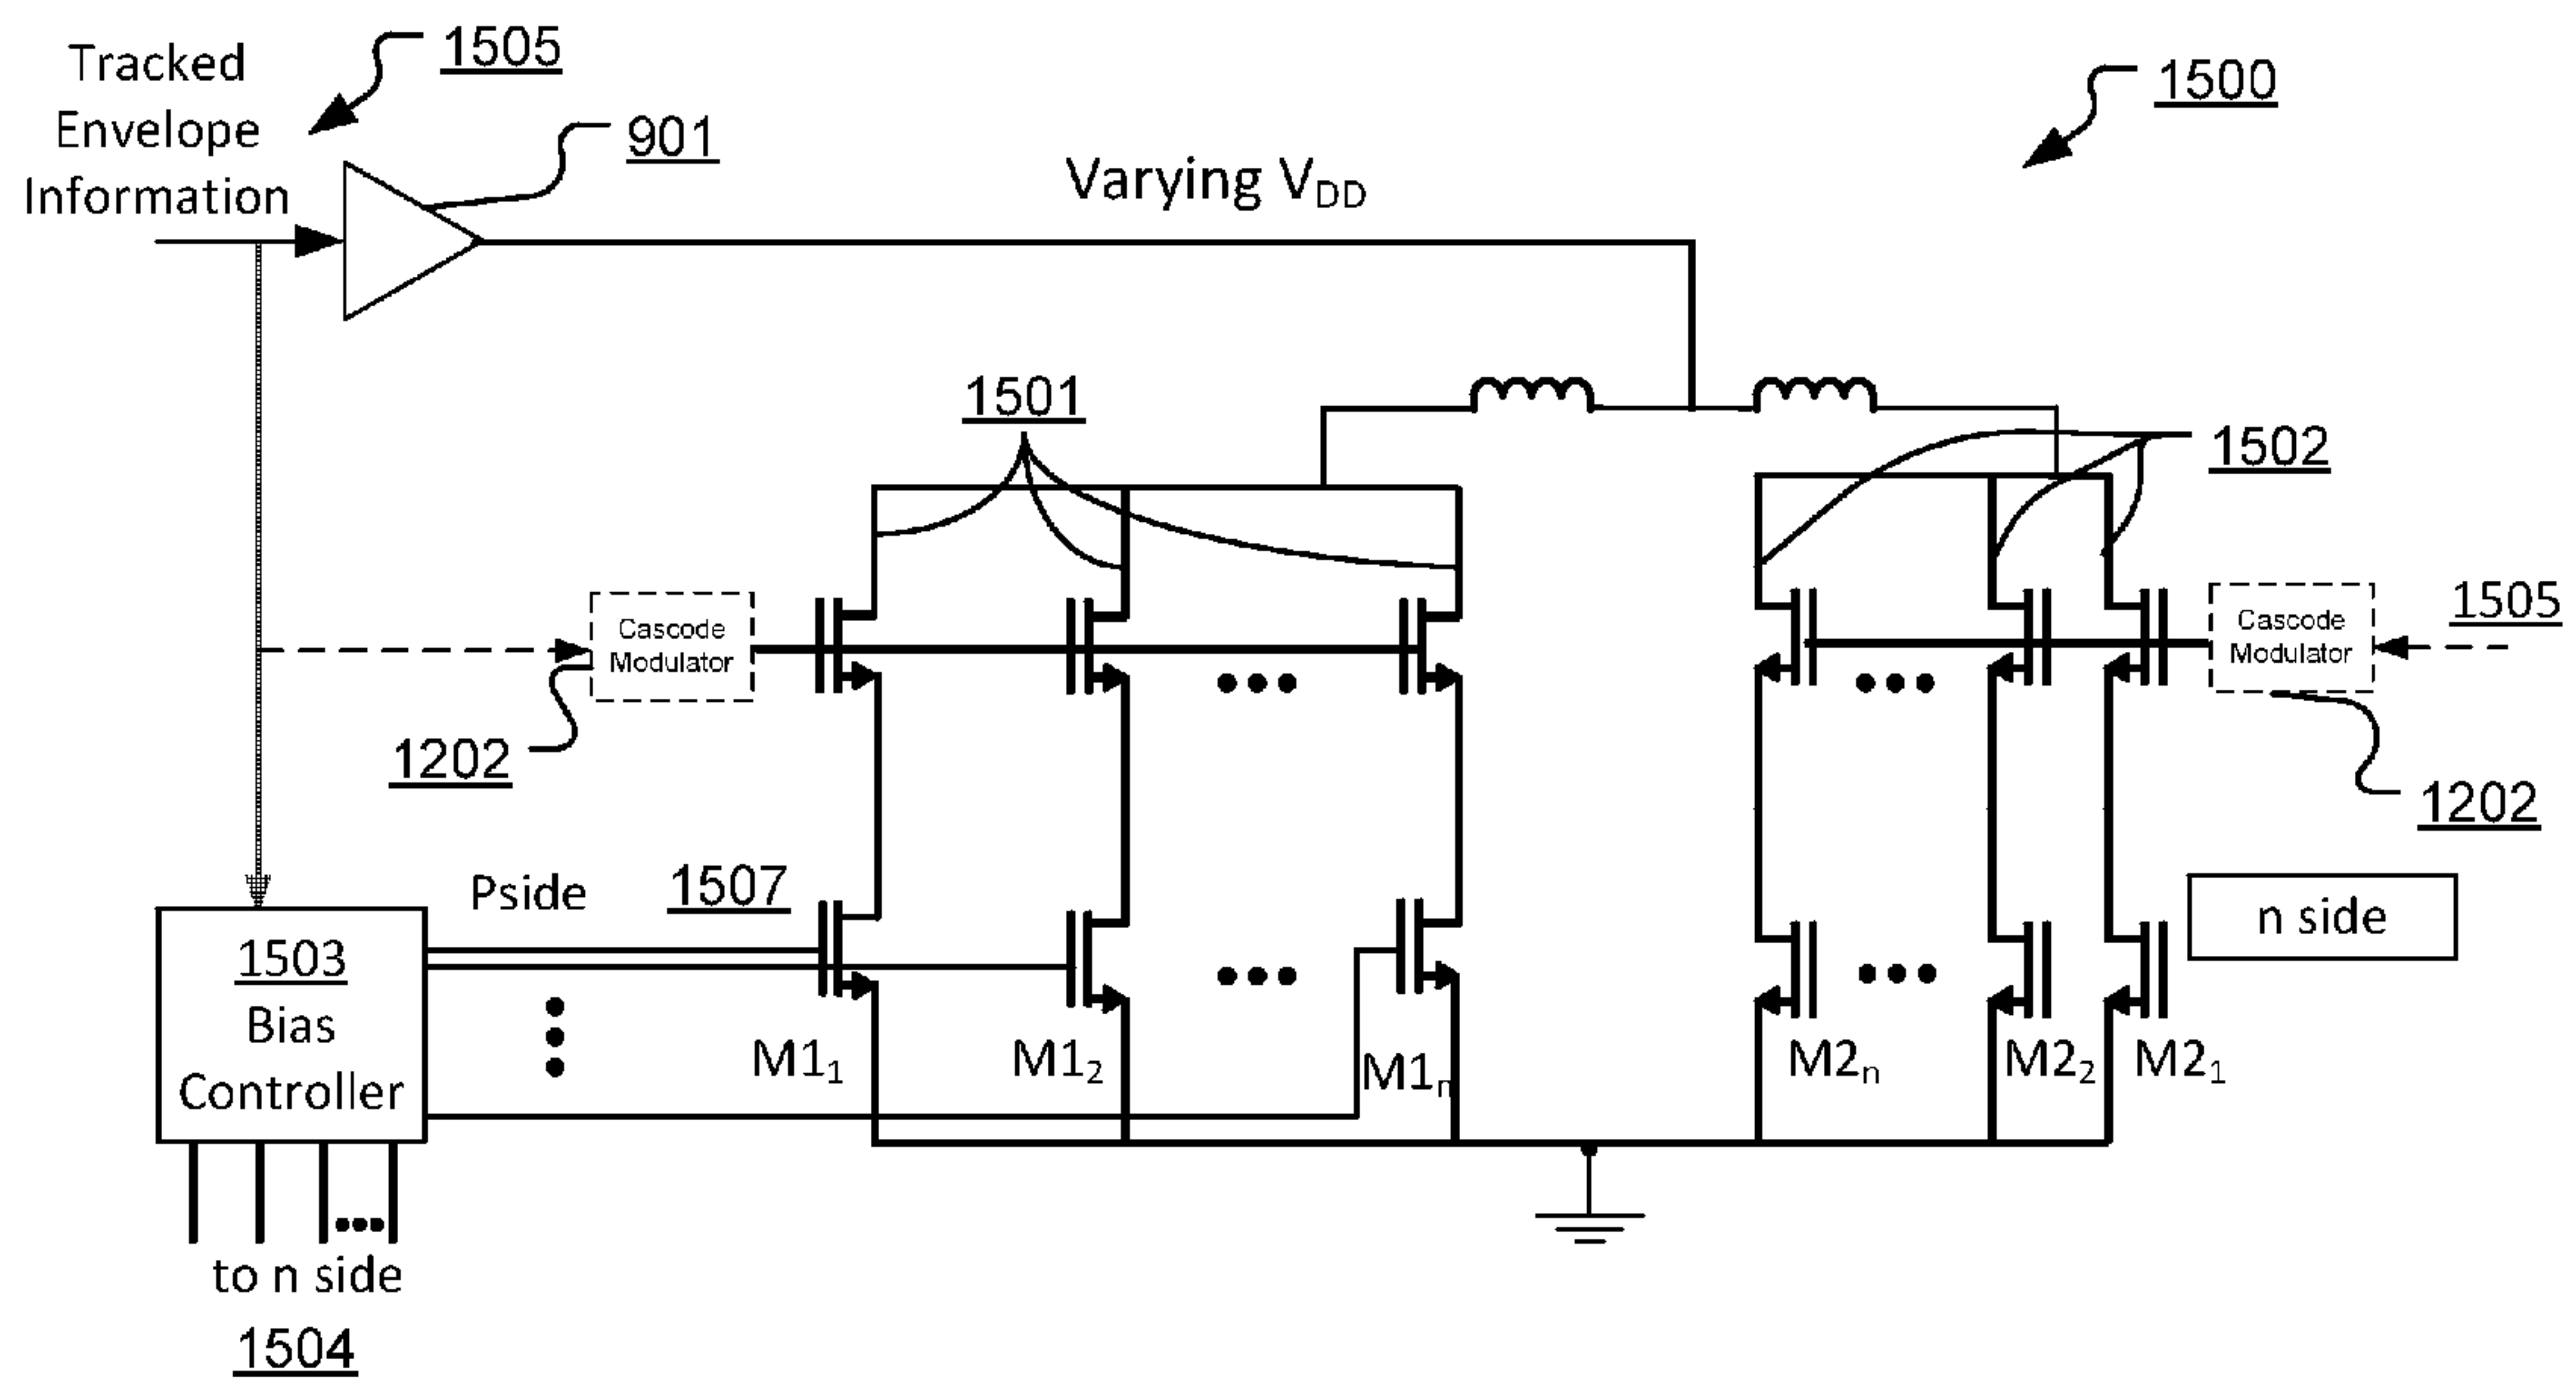 Tracked
Envelope
Information
1505
901
Varying V_DD
1500
1501
1502
Cascode
Modulator
1202
Cascode
Modulator
1505
1202
Pside
1507
n side
1503
Bias
Controller
M1₁
M1₂
M1ₙ
M2ₙ
M2₂
M2₁
to n side
1504